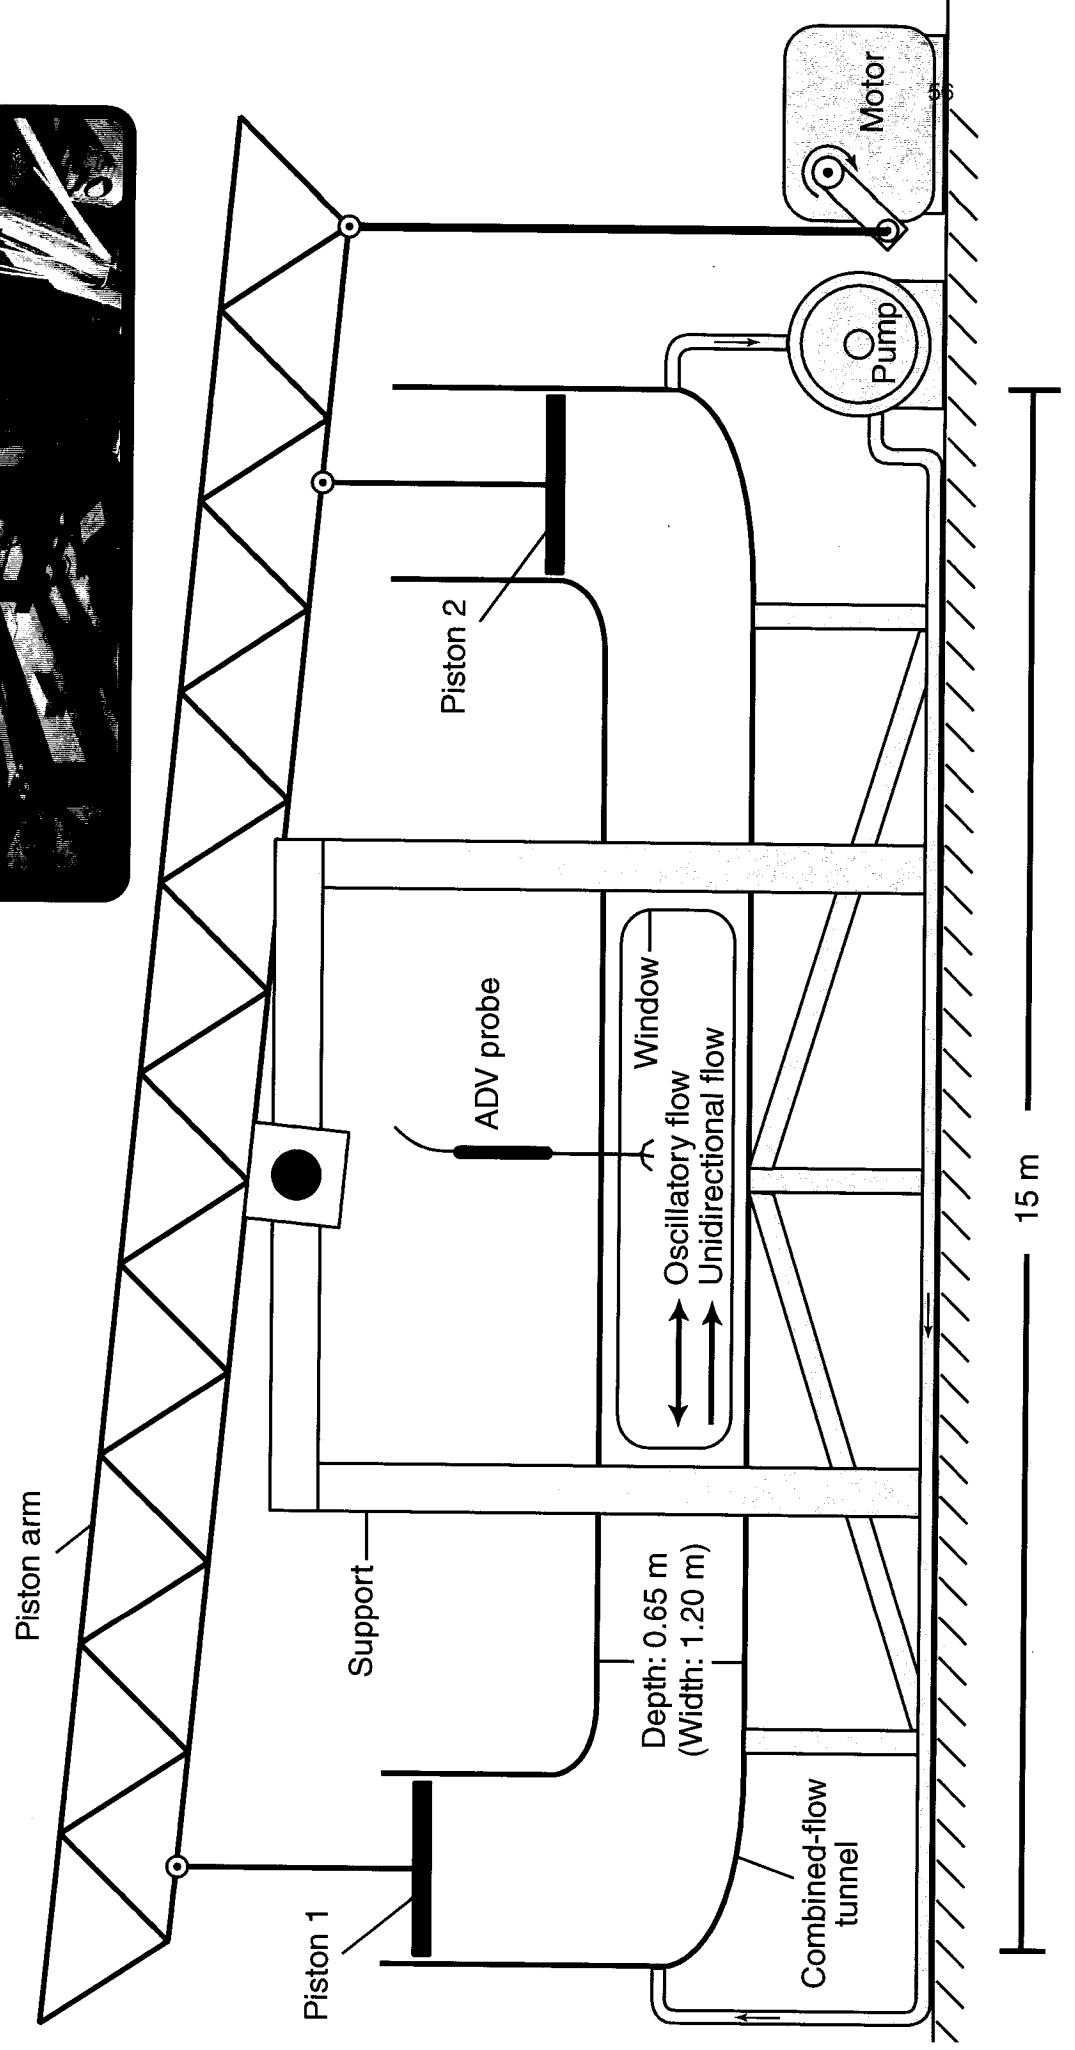 Piston arm
Piston 1
Support
Piston 2
ADV probe
Window
Oscillatory flow
Unidirectional flow
Depth: 0.65 m
(Width: 1.20 m)
Combined-flow
tunnel
Pump
Motor
15 m
56